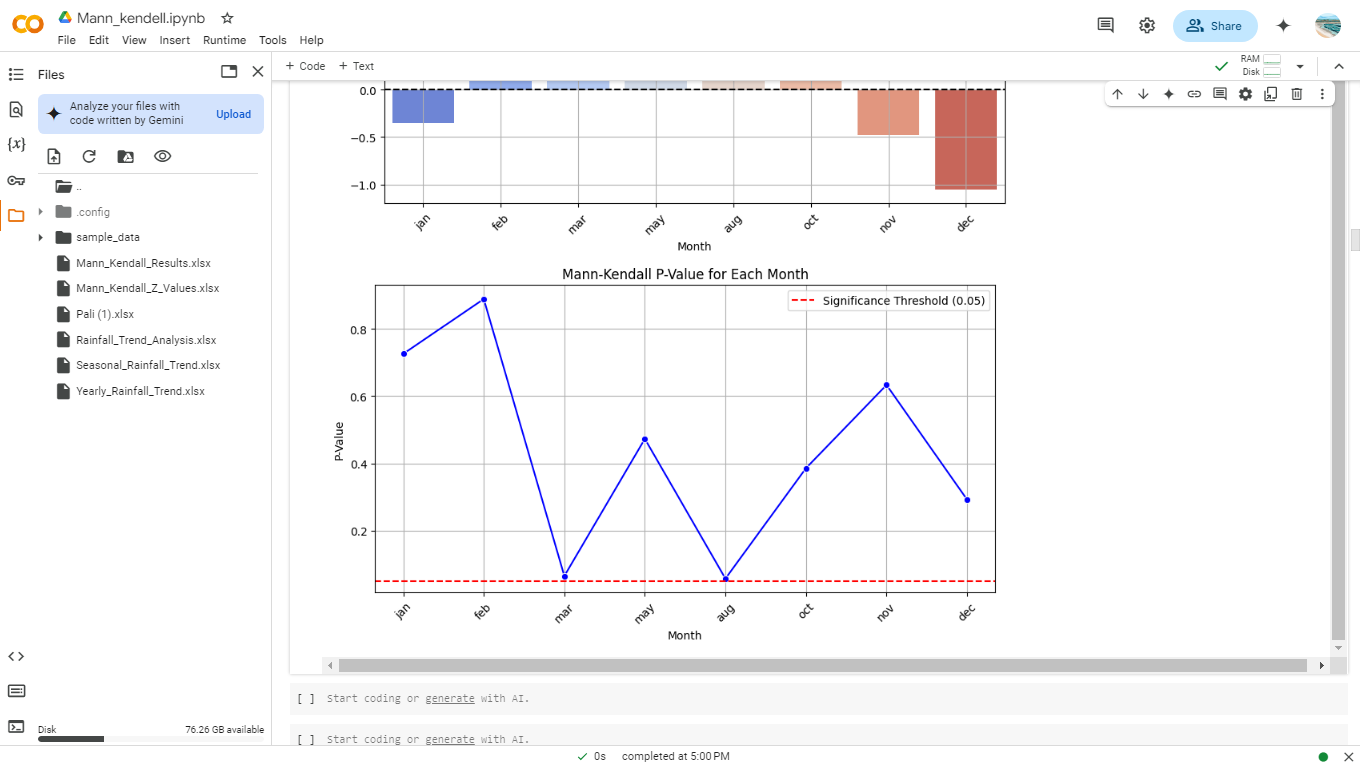 Mann_kendell.ipynb
File Edit View Insert Runtime Tools Help
Share
Files
+ Code + Text
RAM
Disk
Analyze your files with
code written by Gemini
Upload
{x}
..
.config
sample_data
Mann_Kendall_Results.xlsx
Mann_Kendall_Z_Values.xlsx
Pali (1).xlsx
Rainfall_Trend_Analysis.xlsx
Seasonal_Rainfall_Trend.xlsx
Yearly_Rainfall_Trend.xlsx
Disk
76.26 GB available
0.0
−0.5
−1.0
jan feb mar may aug oct nov dec
Month
Mann-Kendall P-Value for Each Month
Significance Threshold (0.05)
0.8
0.6
0.4
0.2
P-Value
jan feb mar may aug oct nov dec
Month
[ ] Start coding or generate with AI.
[ ] Start coding or generate with AI.
0s completed at 5:00 PM